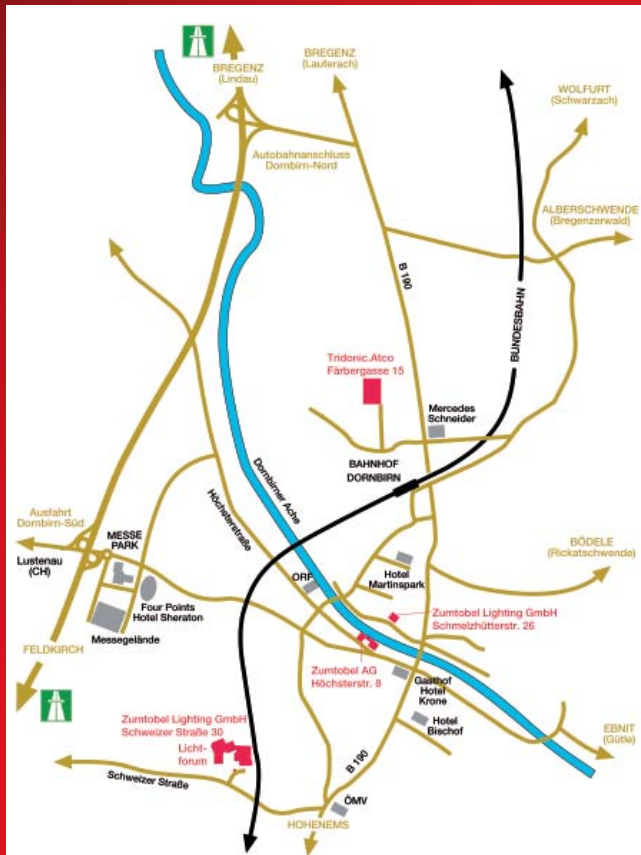 BREGENZ
(Lindau)
BREGENZ
(Lauterach)
WOLFURT
(Schwarzach)
Autobahnanschluss
Dornbirn-Nord
ALBERSCHWENDE
(Bregenzerwald)
B 190
BUNDESBAHN
Tridonic.Atco
Färbergasse 15
Mercedes
Schneider
BAHNHOF
DORNBIRN
Dornbirner Ache
Höchsterstraße
Ausfahrt
Dornbirn-Süd
MESSE
PARK
Lustenau
(CH)
BÖDELE
(Rickatschwende)
ORF
Hotel
Martinspark
Four Points
Hotel Sheraton
Zumtobel Lighting GmbH
Schmelzhütterstr. 26
Messegelände
FELDKIRCH
Zumtobel AG
Höchsterstr. 8
Gasthof
Hotel
Krone
Zumtobel Lighting GmbH
Schweizer Straße 30
Licht-
forum
Hotel
Bischof
EBNIT
(Gütle)
B 190
Schweizer Straße
ÖMV
HOHENEMS